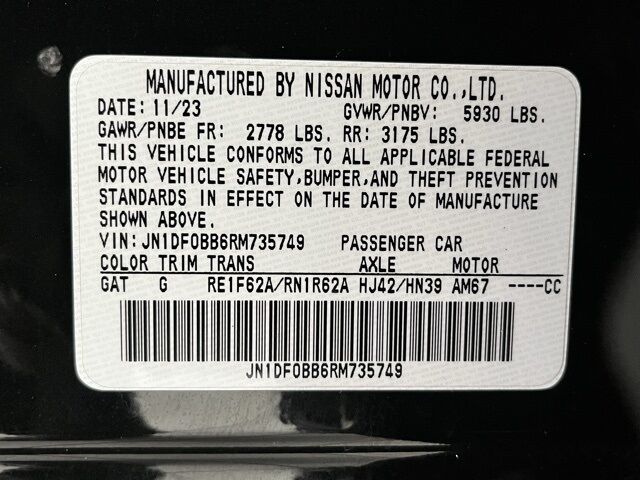 MANUFACTURED BY NISSAN MOTOR CO.,LTD.
DATE: 11/23 GVWR/PNBV: 5930 LBS.
GAWR/PNBE FR: 2778 LBS. RR: 3175 LBS.
THIS VEHICLE CONFORMS TO ALL APPLICABLE FEDERAL
MOTOR VEHICLE SAFETY,BUMPER,AND THEFT PREVENTION
STANDARDS IN EFFECT ON THE DATE OF MANUFACTURE
SHOWN ABOVE.
VIN:JN1DF0BB6RM735749 PASSENGER CAR
COLOR TRIM TRANS AXLE MOTOR
GAT G RE1F62A/RN1R62A HJ42/HN39 AM67 ----CC
JN1DF0BB6RM735749